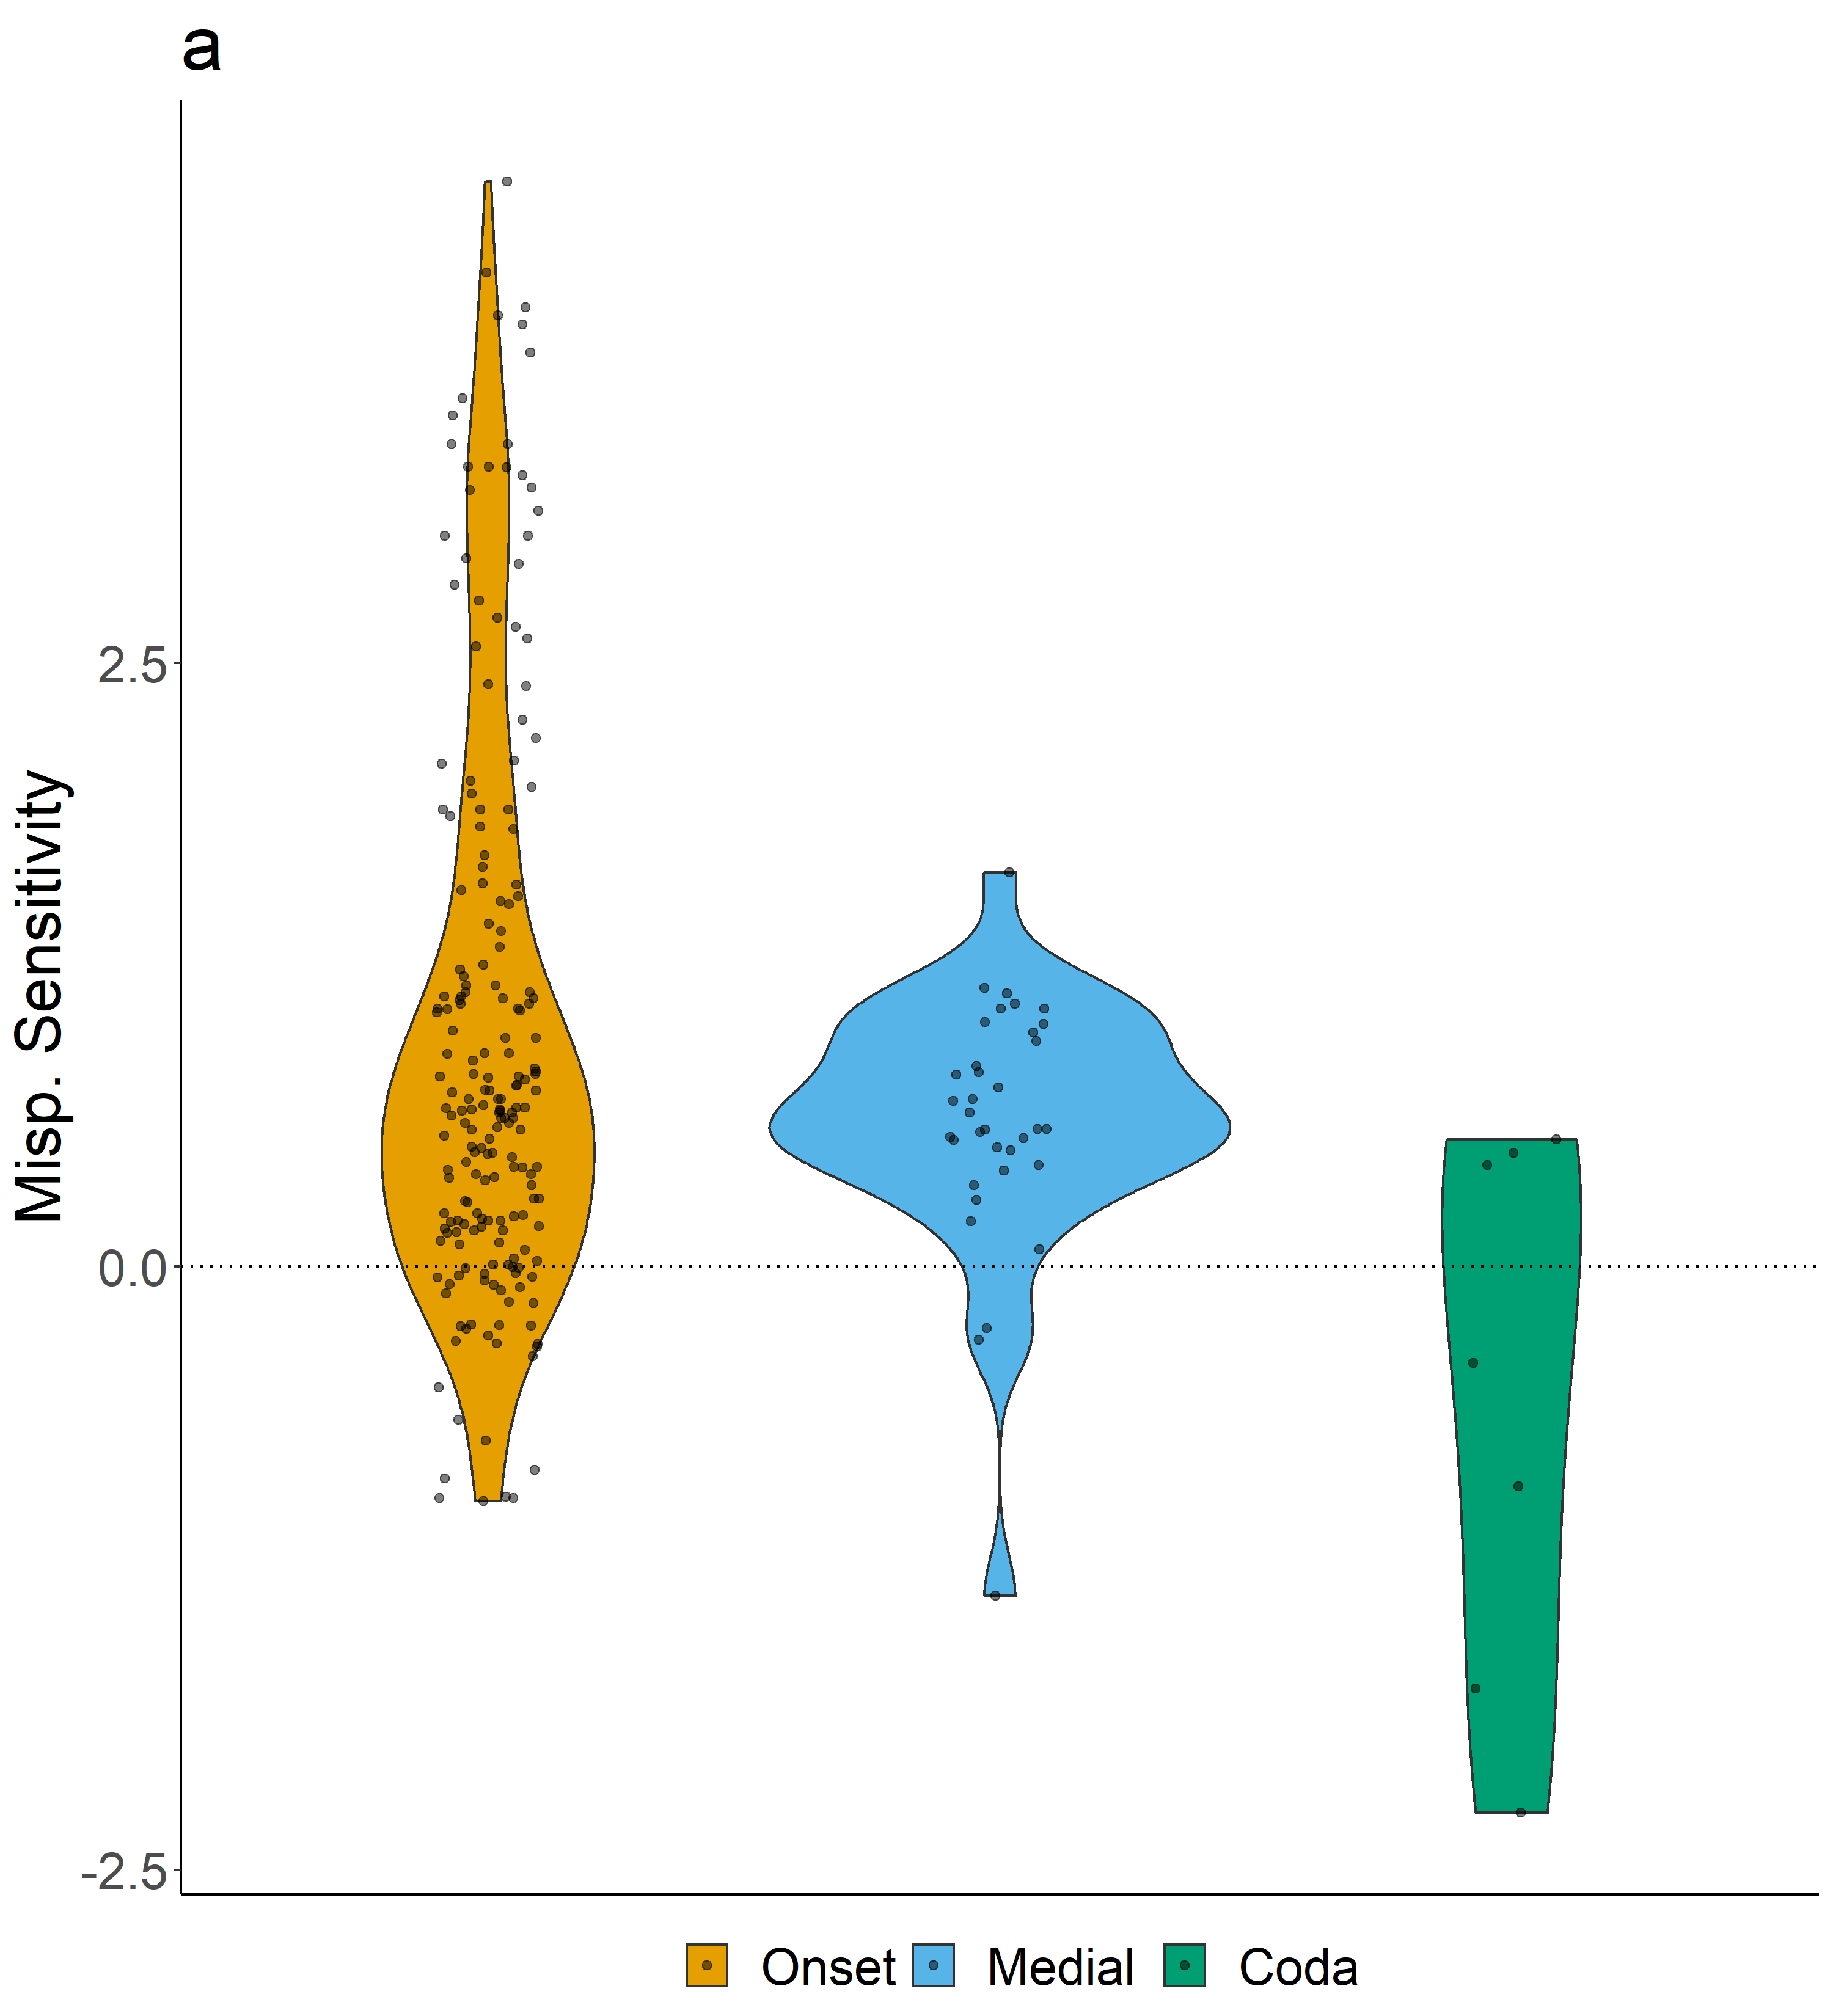 a
Misp. Sensitivity
2.5
0.0
-2.5
Onset Medial Coda